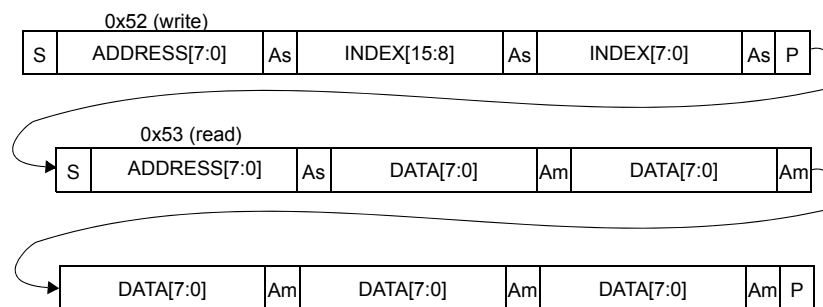 0x52 (write)
S ADDRESS[7:0] As INDEX[15:8] As INDEX[7:0] As P
0x53 (read)
S ADDRESS[7:0] As DATA[7:0] Am DATA[7:0] Am
DATA[7:0] Am DATA[7:0] Am DATA[7:0] Am P